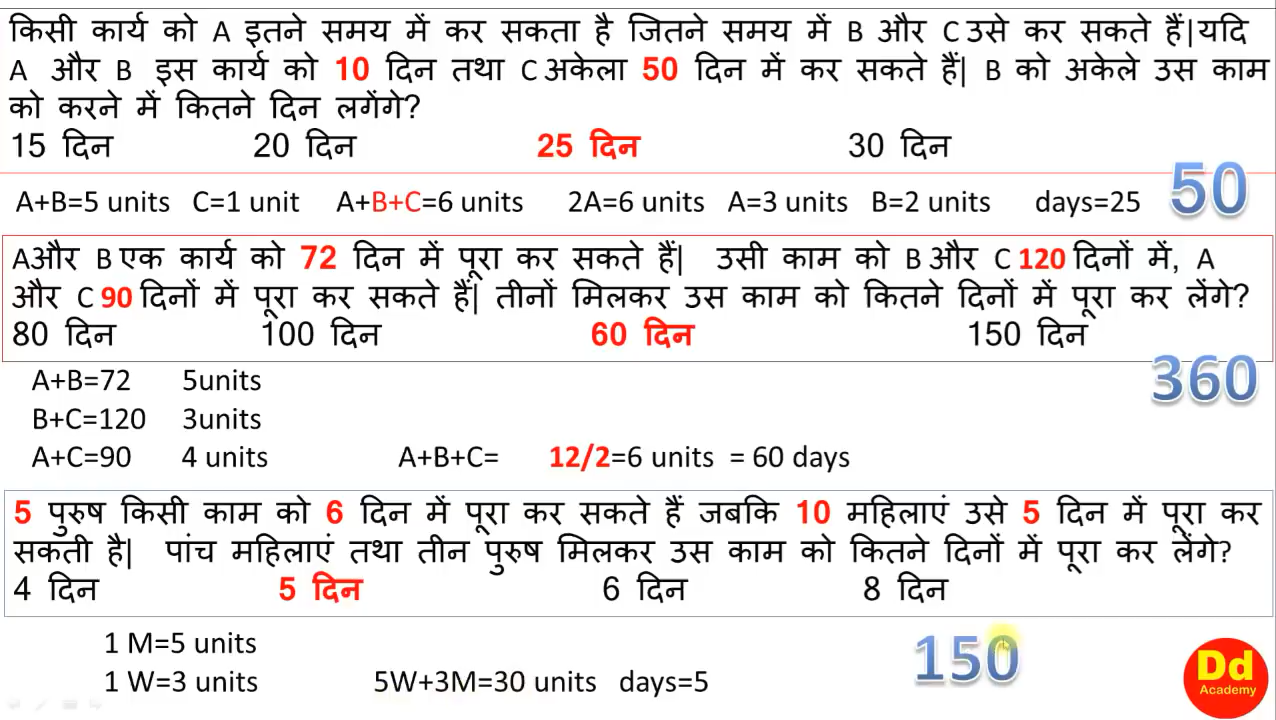 किसी कार्य को A इतने समय में कर सकता है जितने समय में B और C उसे कर सकते हैं|यदि
A और B इस कार्य को 10 दिन तथा C अकेला 50 दिन में कर सकते हैं| B को अकेले उस काम
को करने में कितने दिन लगेंगे?
15 दिन 20 दिन 25 दिन 30 दिन
A+B=5 units C=1 unit A+B+C=6 units 2A=6 units A=3 units B=2 units days=25 50
Aऔर B एक कार्य को 72 दिन में पूरा कर सकते हैं| उसी काम को B और C 120 दिनों में, A
और C 90 दिनों में पूरा कर सकते हैं| तीनों मिलकर उस काम को कितने दिनों में पूरा कर लेंगे?
80 दिन 100 दिन 60 दिन 150 दिन
A+B=72 5units 360
B+C=120 3units
A+C=90 4 units A+B+C= 12/2=6 units = 60 days
5 पुरुष किसी काम को 6 दिन में पूरा कर सकते हैं जबकि 10 महिलाएं उसे 5 दिन में पूरा कर
सकती है| पांच महिलाएं तथा तीन पुरुष मिलकर उस काम को कितने दिनों में पूरा कर लेंगे?
4 दिन 5 दिन 6 दिन 8 दिन
1 M=5 units 150
1 W=3 units 5W+3M=30 units days=5
Dd
Academy